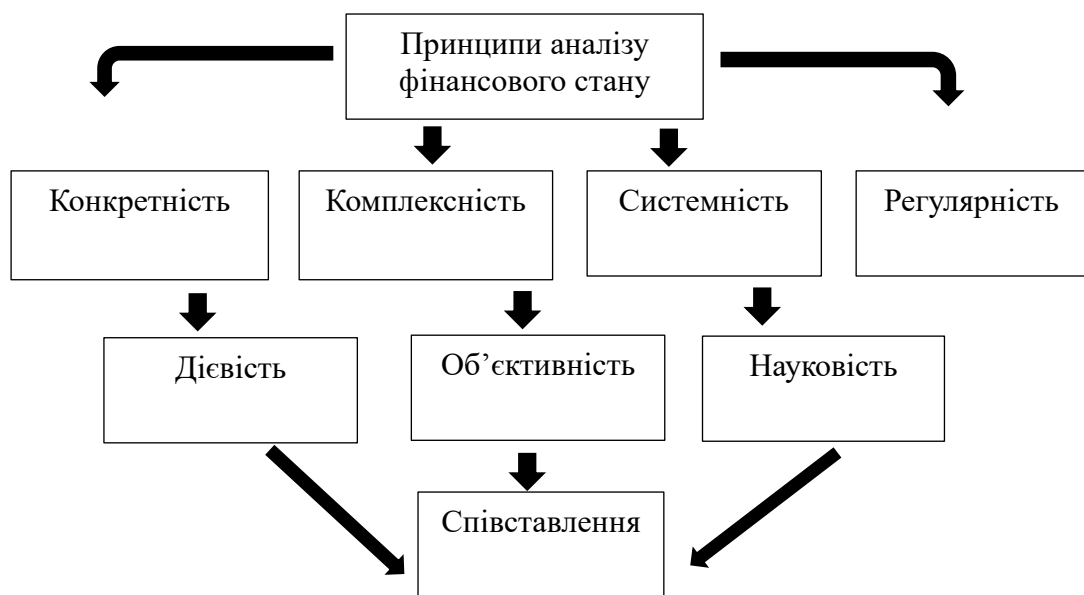 Принципи аналізу
фінансового стану
Конкретність
Комплексність
Системність
Регулярність
Дієвість
Об’єктивність
Науковість
Співставлення